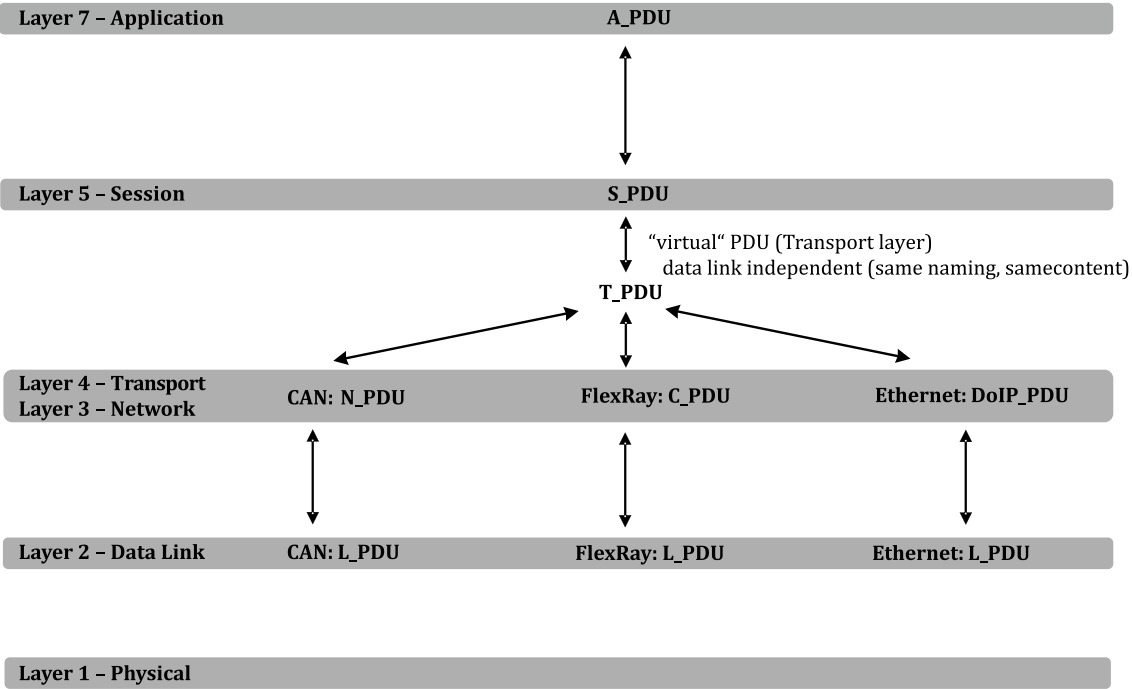 Layer 7 – Application A_PDU
Layer 5 – Session S_PDU
“virtual“ PDU (Transport layer)
data link independent (same naming, samecontent)
T_PDU
Layer 4 – Transport
Layer 3 – Network
CAN: N_PDU FlexRay: C_PDU Ethernet: DoIP_PDU
Layer 2 – Data Link CAN: L_PDU FlexRay: L_PDU Ethernet: L_PDU
Layer 1 – Physical